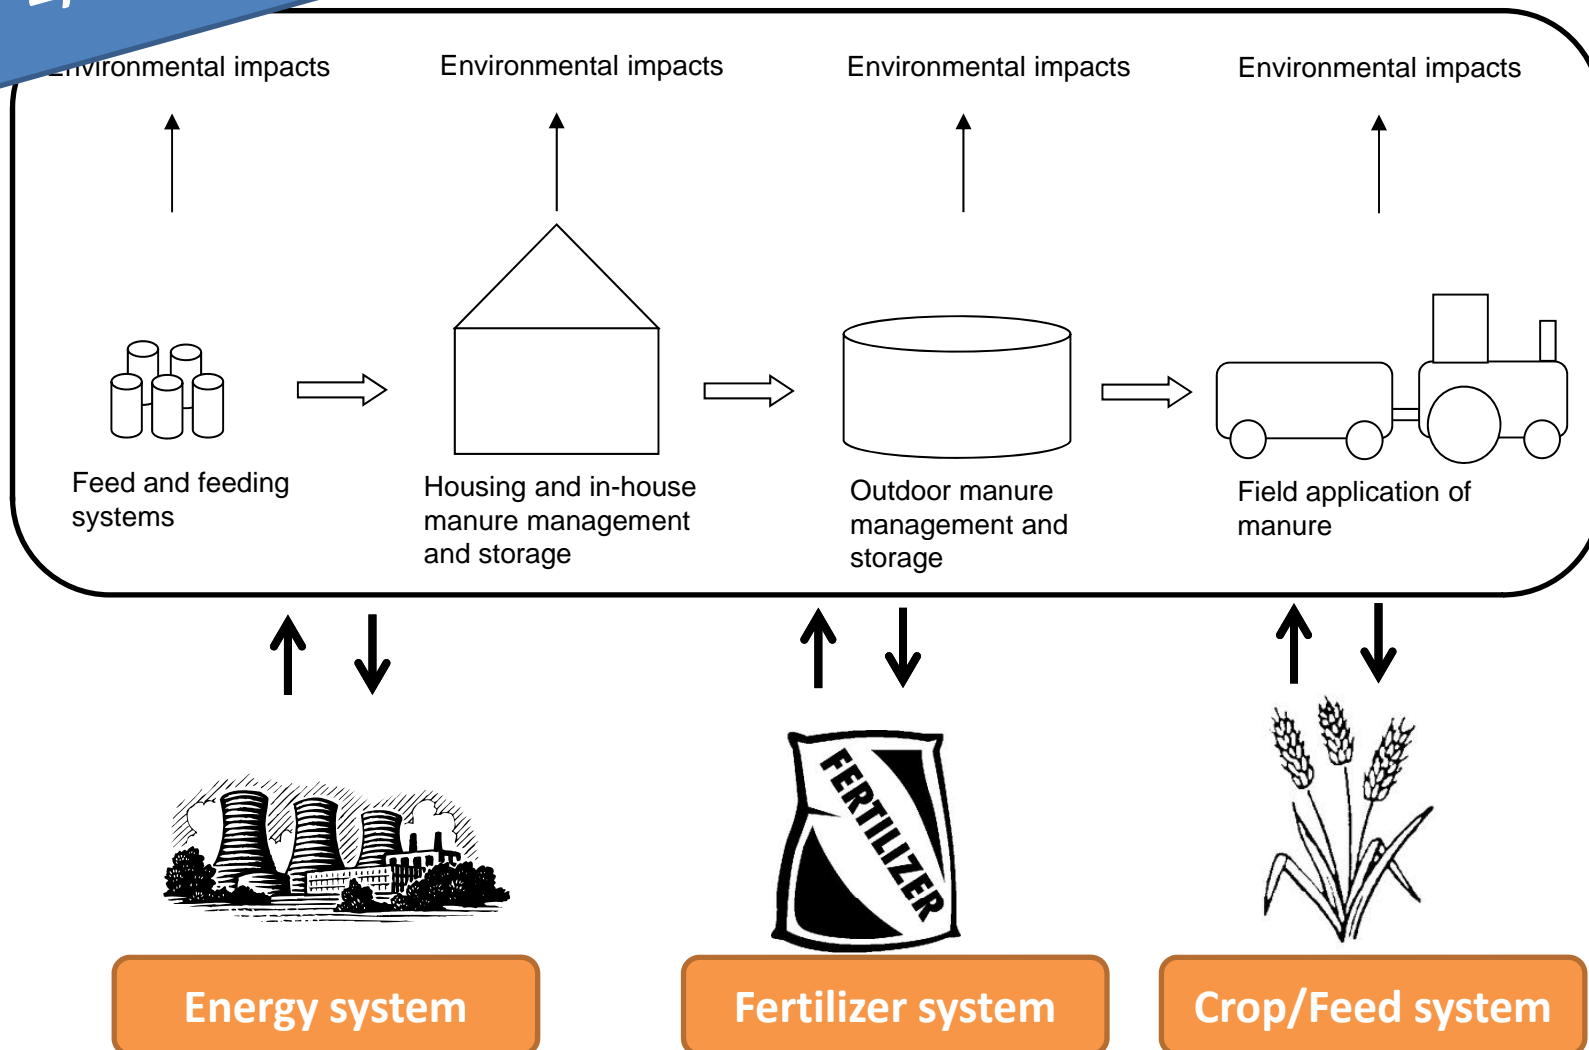 Environmental impacts
Environmental impacts
Environmental impacts
Environmental impacts
Feed and feeding
systems
Housing and in-house
manure management
and storage
Outdoor manure
management and
storage
Field application of
manure
FERTILIZER
Energy system
Fertilizer system
Crop/Feed system